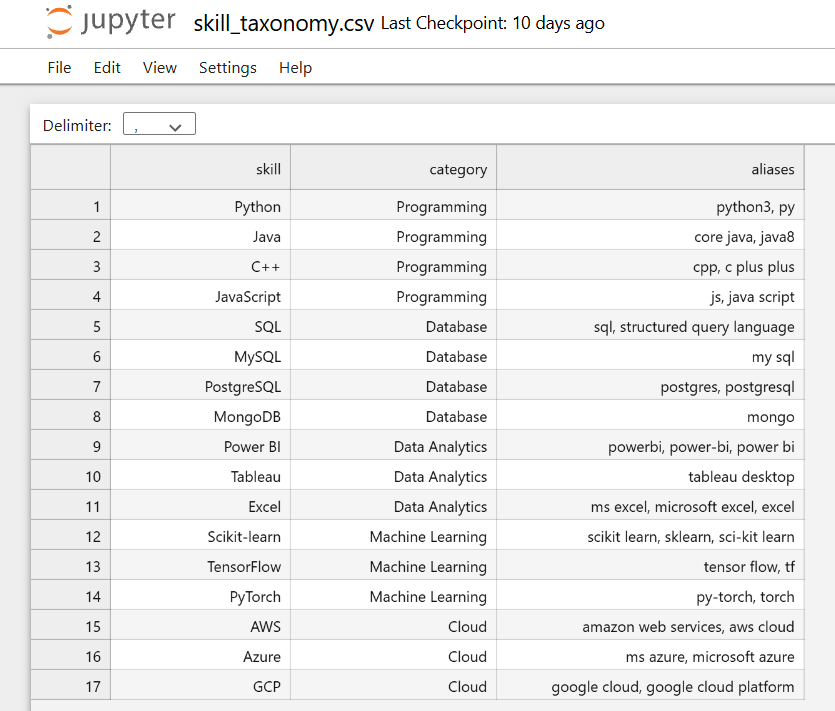 jupyter skill_taxonomy.csv Last Checkpoint: 10 days ago
File Edit View Settings Help
Delimiter: ,
skill category aliases
1 Python Programming python3, py
2 Java Programming core java, java8
3 C++ Programming cpp, c plus plus
4 JavaScript Programming js, java script
5 SQL Database sql, structured query language
6 MySQL Database my sql
7 PostgreSQL Database postgres, postgresql
8 MongoDB Database mongo
9 Power BI Data Analytics powerbi, power-bi, power bi
10 Tableau Data Analytics tableau desktop
11 Excel Data Analytics ms excel, microsoft excel, excel
12 Scikit-learn Machine Learning scikit learn, sklearn, sci-kit learn
13 TensorFlow Machine Learning tensor flow, tf
14 PyTorch Machine Learning py-torch, torch
15 AWS Cloud amazon web services, aws cloud
16 Azure Cloud ms azure, microsoft azure
17 GCP Cloud google cloud, google cloud platform